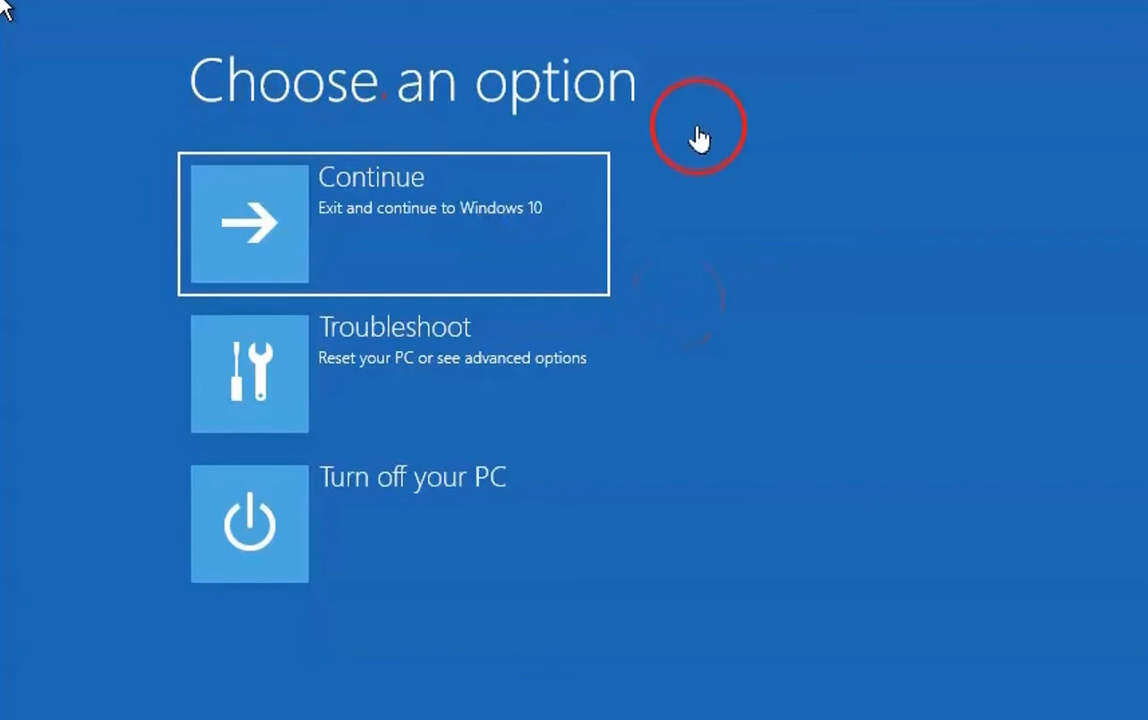 Choose an option
Continue
Exit and continue to Windows 10
Troubleshoot
Reset your PC or see advanced options
Turn off your PC